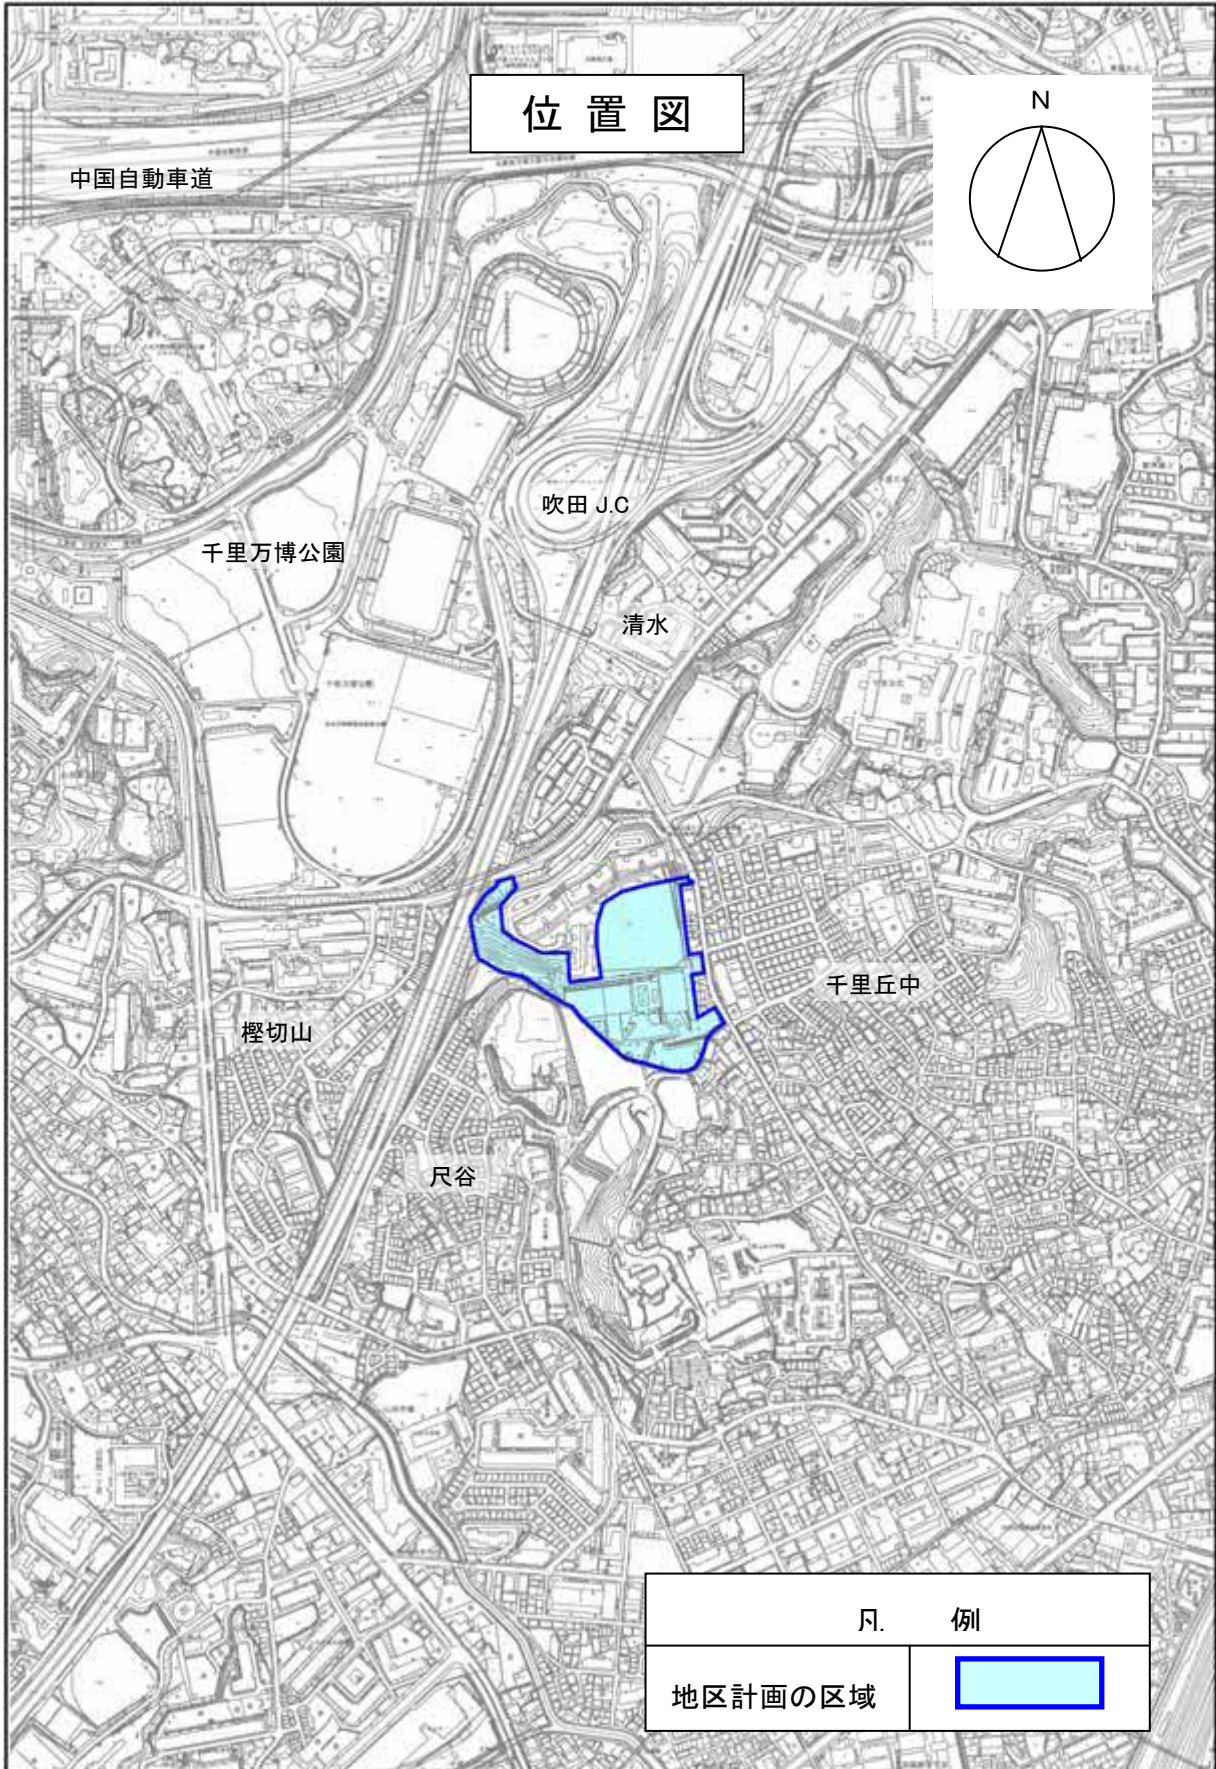 位置図
N
中国自動車道
吹田 J.C
千里万博公園
清水
千里丘中
樫切山
尺谷
凡 例
地区計画の区域